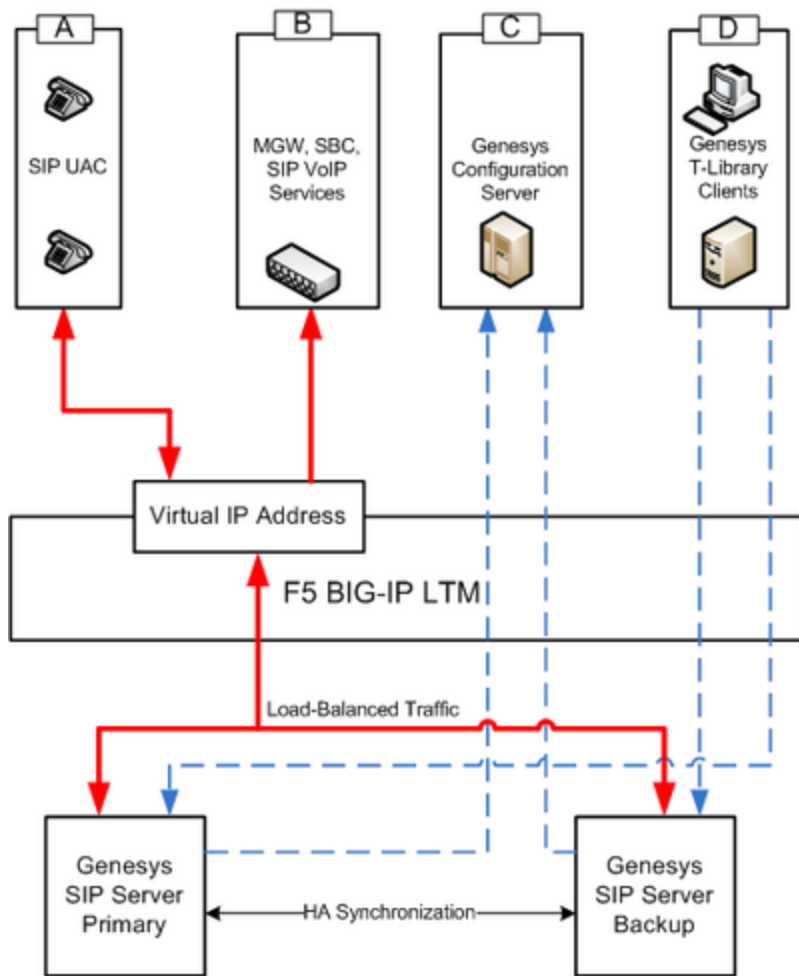 A
B
C
D
SIP UAC
MGW, SBC,
SIP VoIP
Services
Genesys
Configuration
Server
Genesys
T-Library
Clients
Virtual IP Address
F5 BIG-IP LTM
Load-Balanced Traffic
Genesys
SIP Server
Primary
HA Synchronization
Genesys
SIP Server
Backup